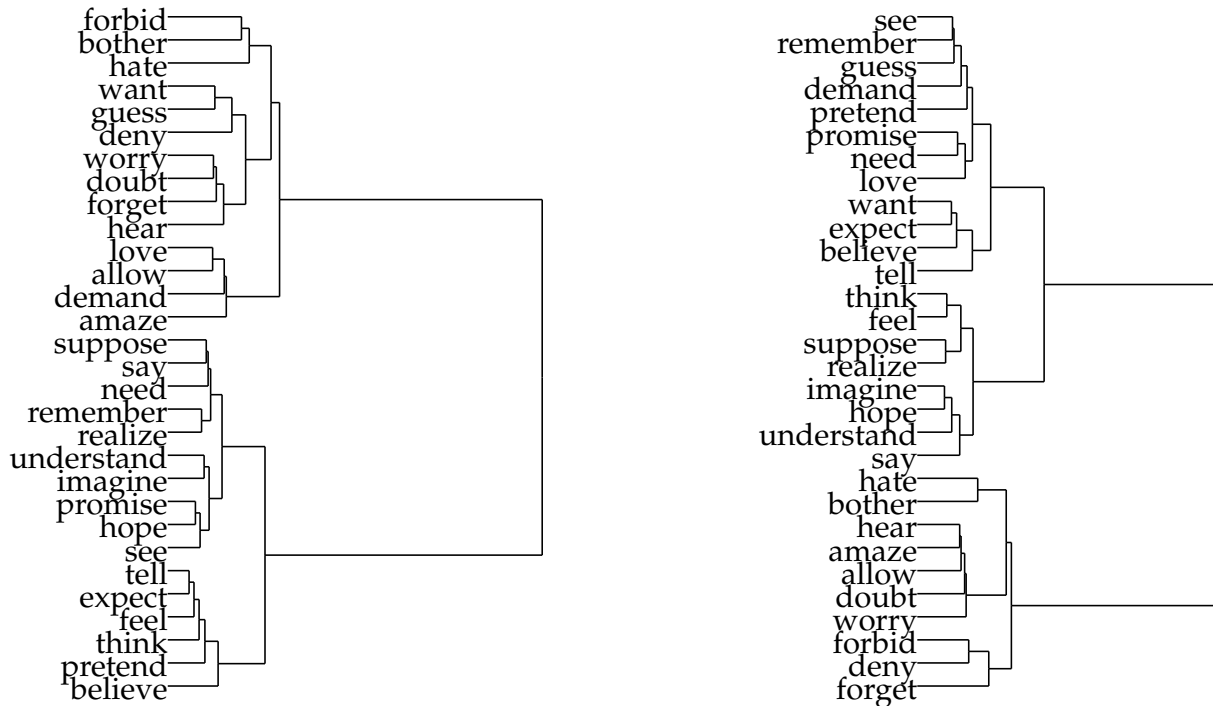 forbid
bother
hate
want
guess
deny
worry
doubt
forget
hear
love
allow
demand
amaze
suppose
say
need
remember
realize
understand
imagine
promise
hope
see
tell
expect
feel
think
pretend
believe
see
remember
guess
demand
pretend
promise
need
love
want
expect
believe
tell
think
feel
suppose
realize
imagine
hope
understand
say
hate
bother
hear
amaze
allow
doubt
worry
forbid
deny
forget